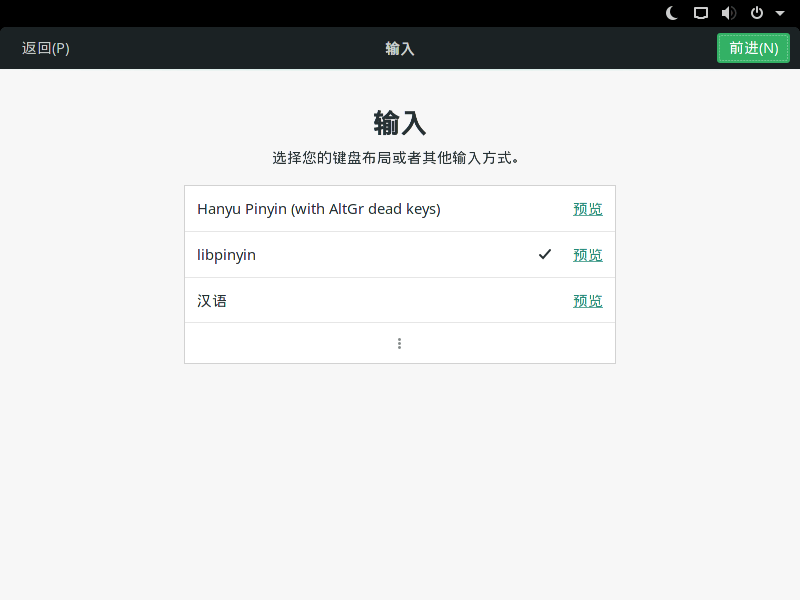 返回(P)
输入
前进(N)
输入
选择您的键盘布局或者其他输入方式。
Hanyu Pinyin (with AltGr dead keys)
预览
libpinyin
预览
汉语
预览